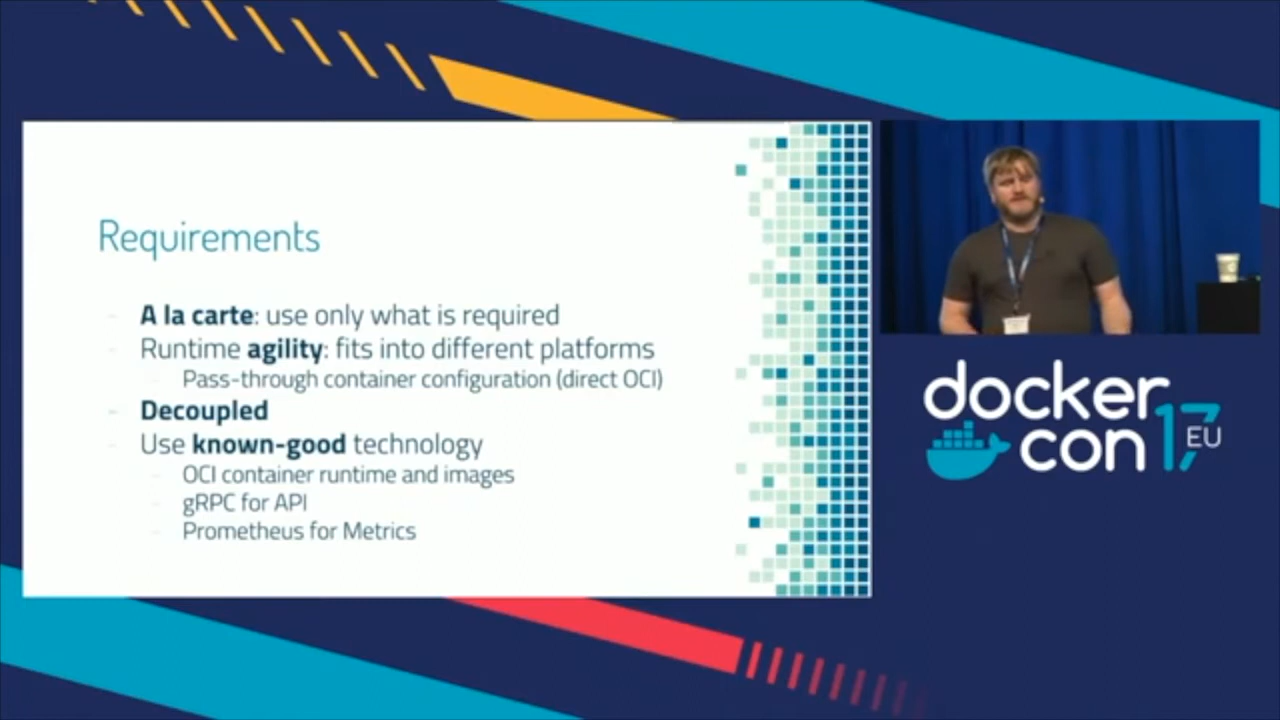 Requirements
A la carte: use only what is required
Runtime agility: fits into different platforms
Pass-through container configuration (direct OCI)
Decoupled
Use known-good technology
OCI container runtime and images
gRPC for API
Prometheus for Metrics
docker
con 17 EU